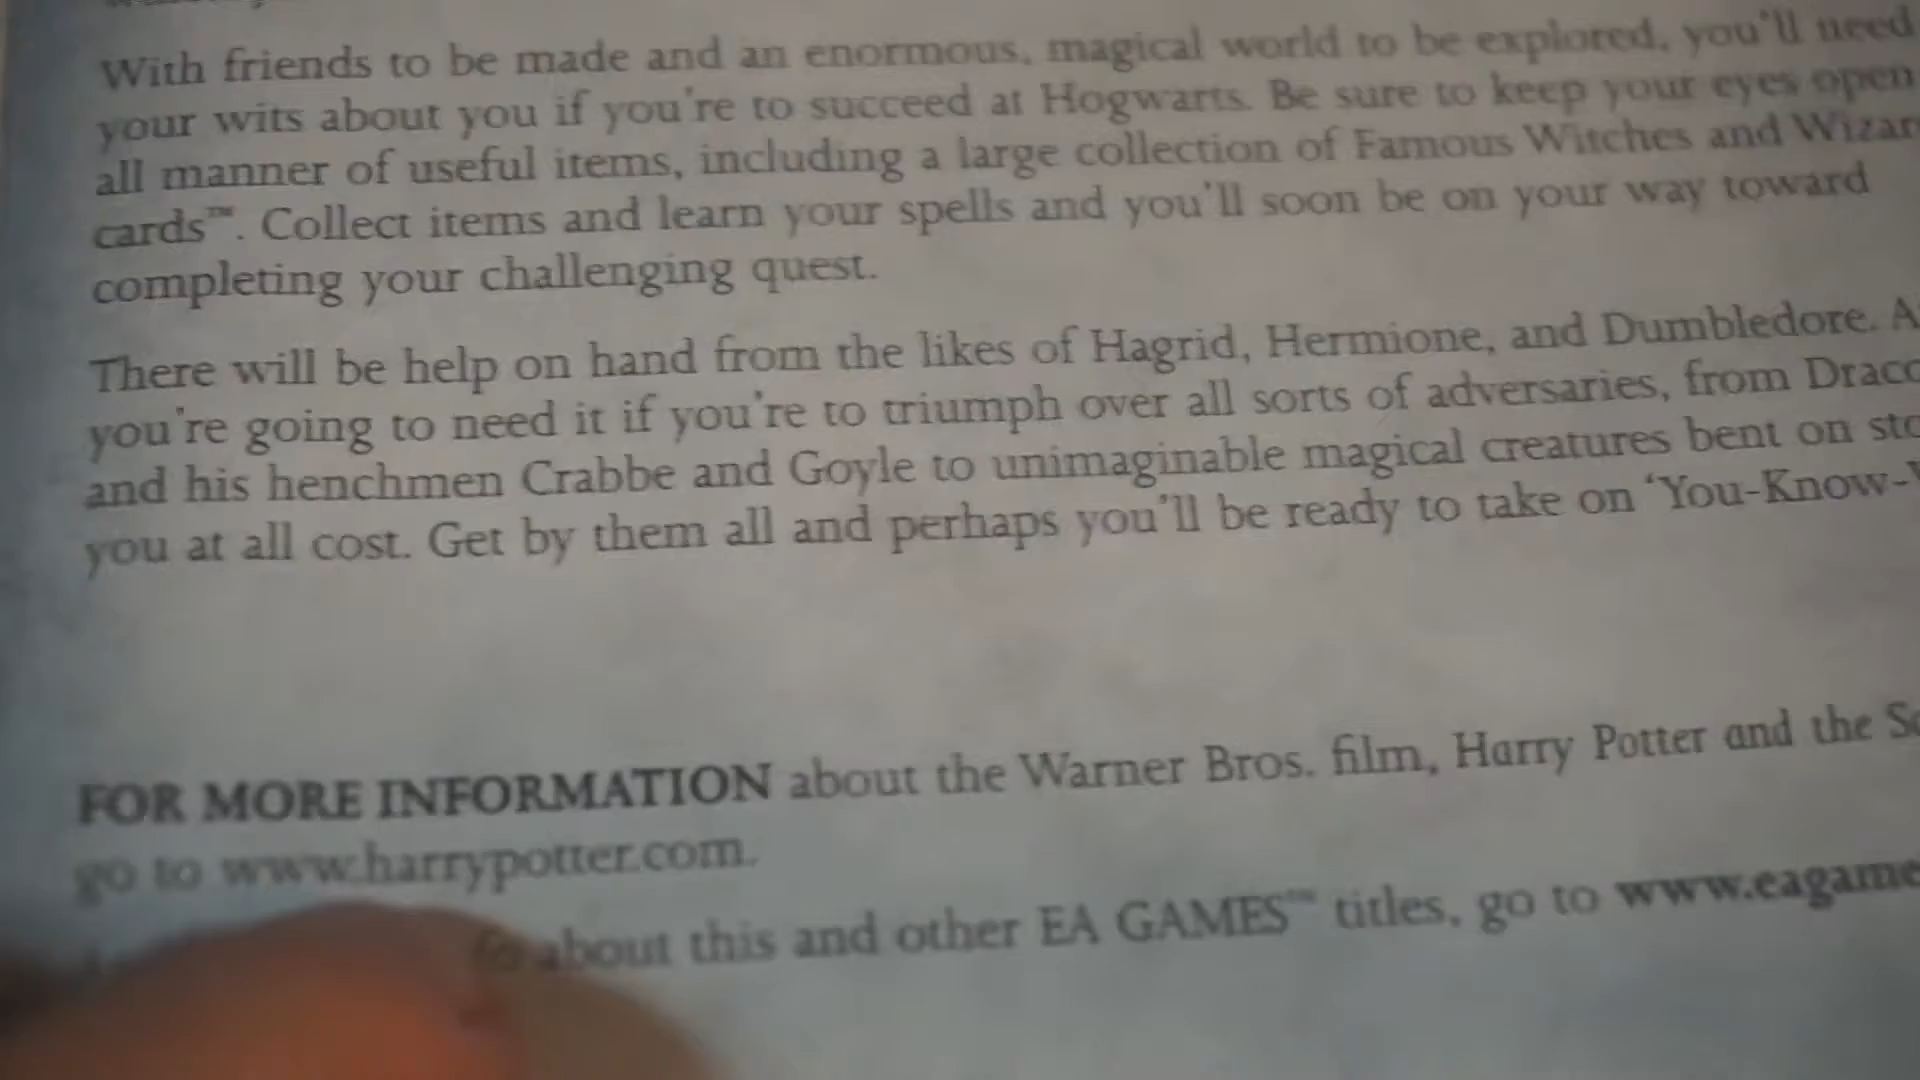 With friends to be made and an enormous, magical world to be explored, you'll need
your wits about you if you're to succeed at Hogwarts. Be sure to keep your eyes open
all manner of useful items, including a large collection of Famous Witches and Wizar
cards™. Collect items and learn your spells and you'll soon be on your way toward
completing your challenging quest.
There will be help on hand from the likes of Hagrid, Hermione, and Dumbledore. A
you're going to need it if you're to triumph over all sorts of adversaries, from Draco
and his henchmen Crabbe and Goyle to unimaginable magical creatures bent on sto
you at all cost. Get by them all and perhaps you'll be ready to take on 'You-Know-
FOR MORE INFORMATION about the Warner Bros. film, Harry Potter and the So
go to www.harrypotter.com.
fo about this and other EA GAMES™ titles, go to www.eagame